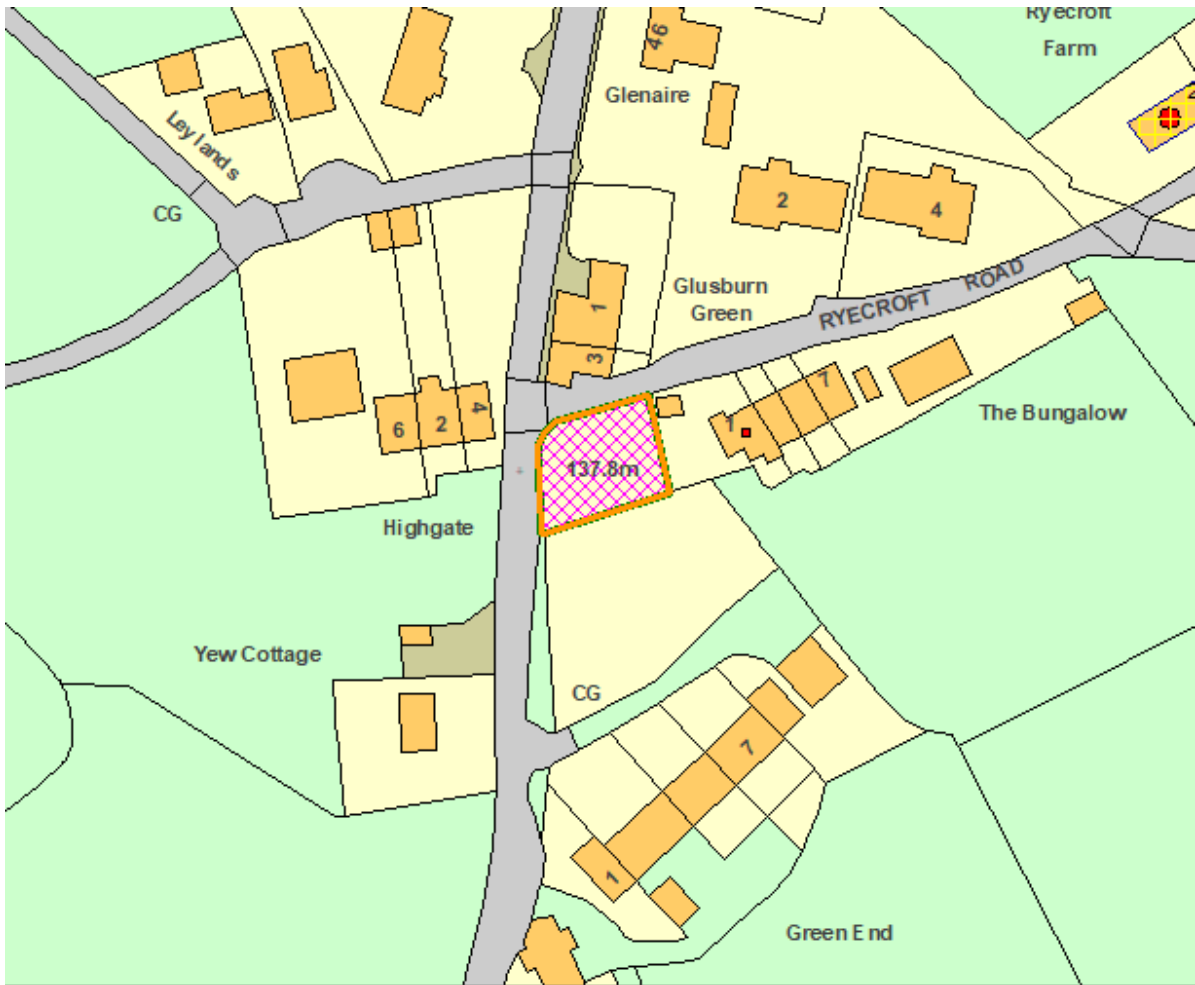 Ryecroft
Farm
46
Glenaire
2
Leylands
CG
2
4
Glusburn
Green
RYECROFT ROAD
1
3
7
1
The Bungalow
6
2
4
137.8m
Highgate
Yew Cottage
CG
7
1
Green End